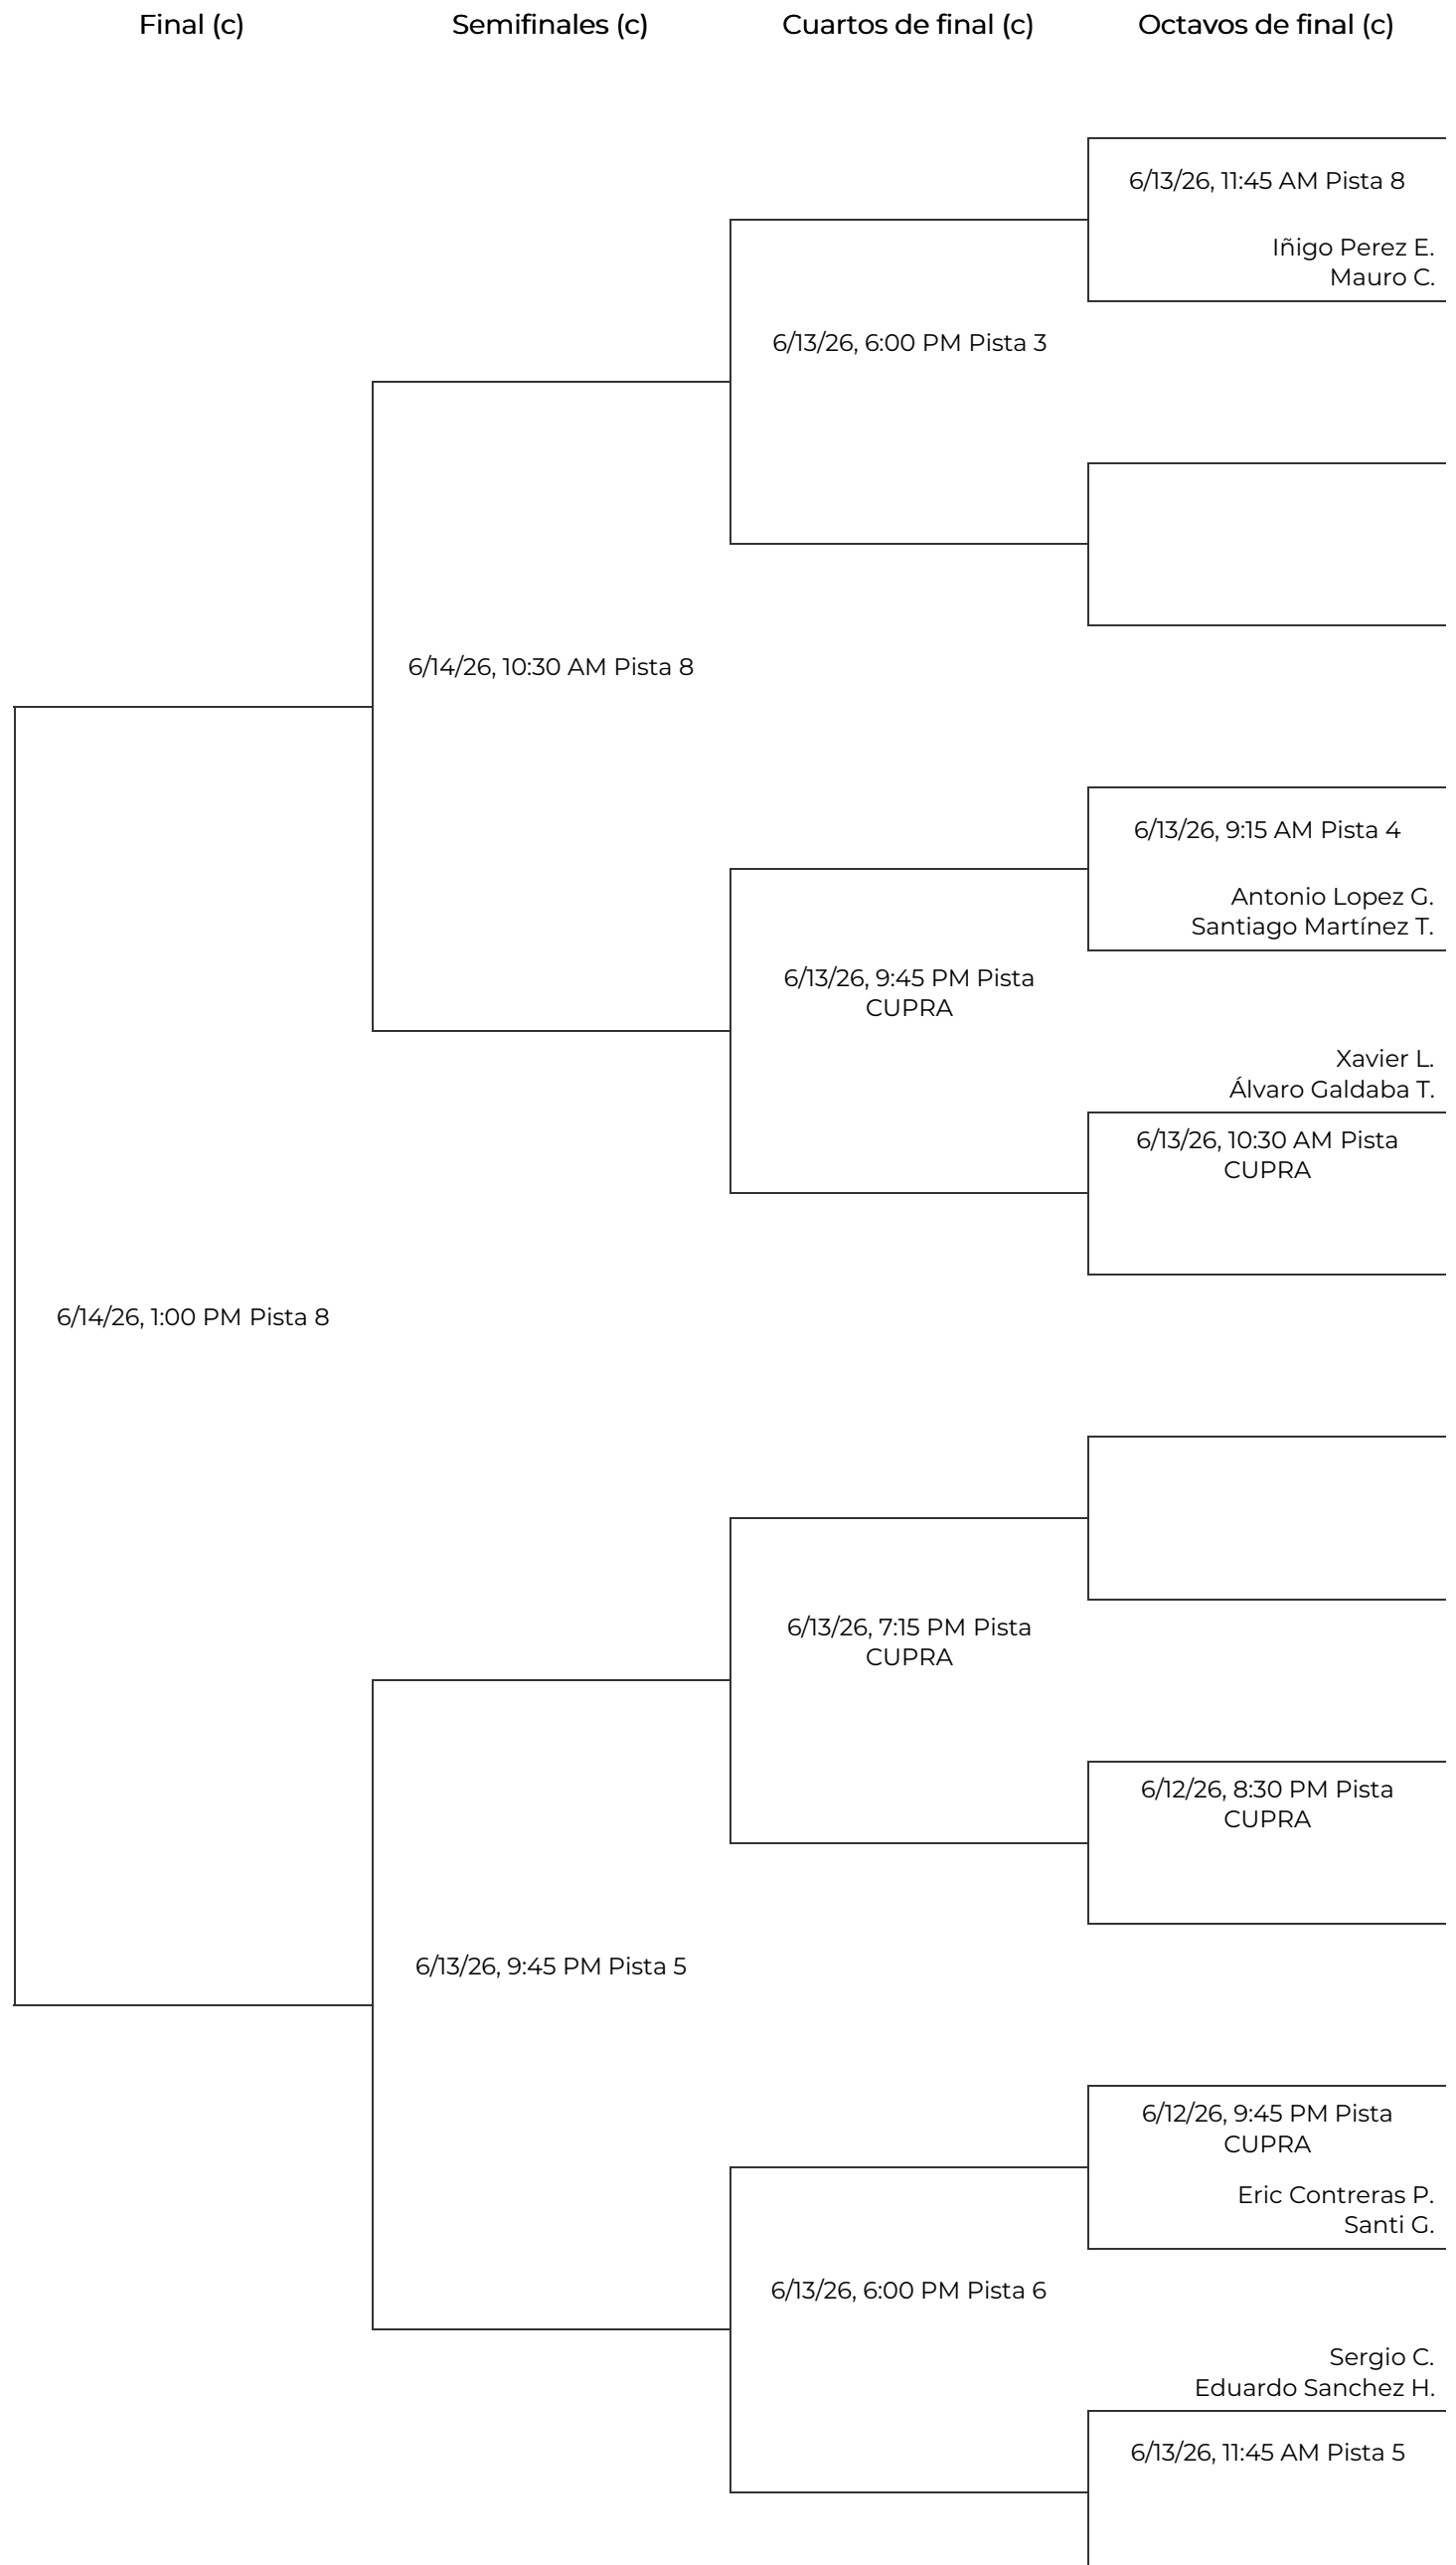 Final (c)
Semifinales (c)
Cuartos de final (c)
Octavos de final (c)
6/13/26, 11:45 AM Pista 8
Iñigo Perez E.
Mauro C.
6/13/26, 6:00 PM Pista 3
6/14/26, 10:30 AM Pista 8
6/13/26, 9:15 AM Pista 4
Antonio Lopez G.
Santiago Martínez T.
6/13/26, 9:45 PM Pista
CUPRA
Xavier L.
Álvaro Galdaba T.
6/13/26, 10:30 AM Pista
CUPRA
6/14/26, 1:00 PM Pista 8
6/13/26, 7:15 PM Pista
CUPRA
6/12/26, 8:30 PM Pista
CUPRA
6/13/26, 9:45 PM Pista 5
6/12/26, 9:45 PM Pista
CUPRA
Eric Contreras P.
Santi G.
6/13/26, 6:00 PM Pista 6
Sergio C.
Eduardo Sanchez H.
6/13/26, 11:45 AM Pista 5